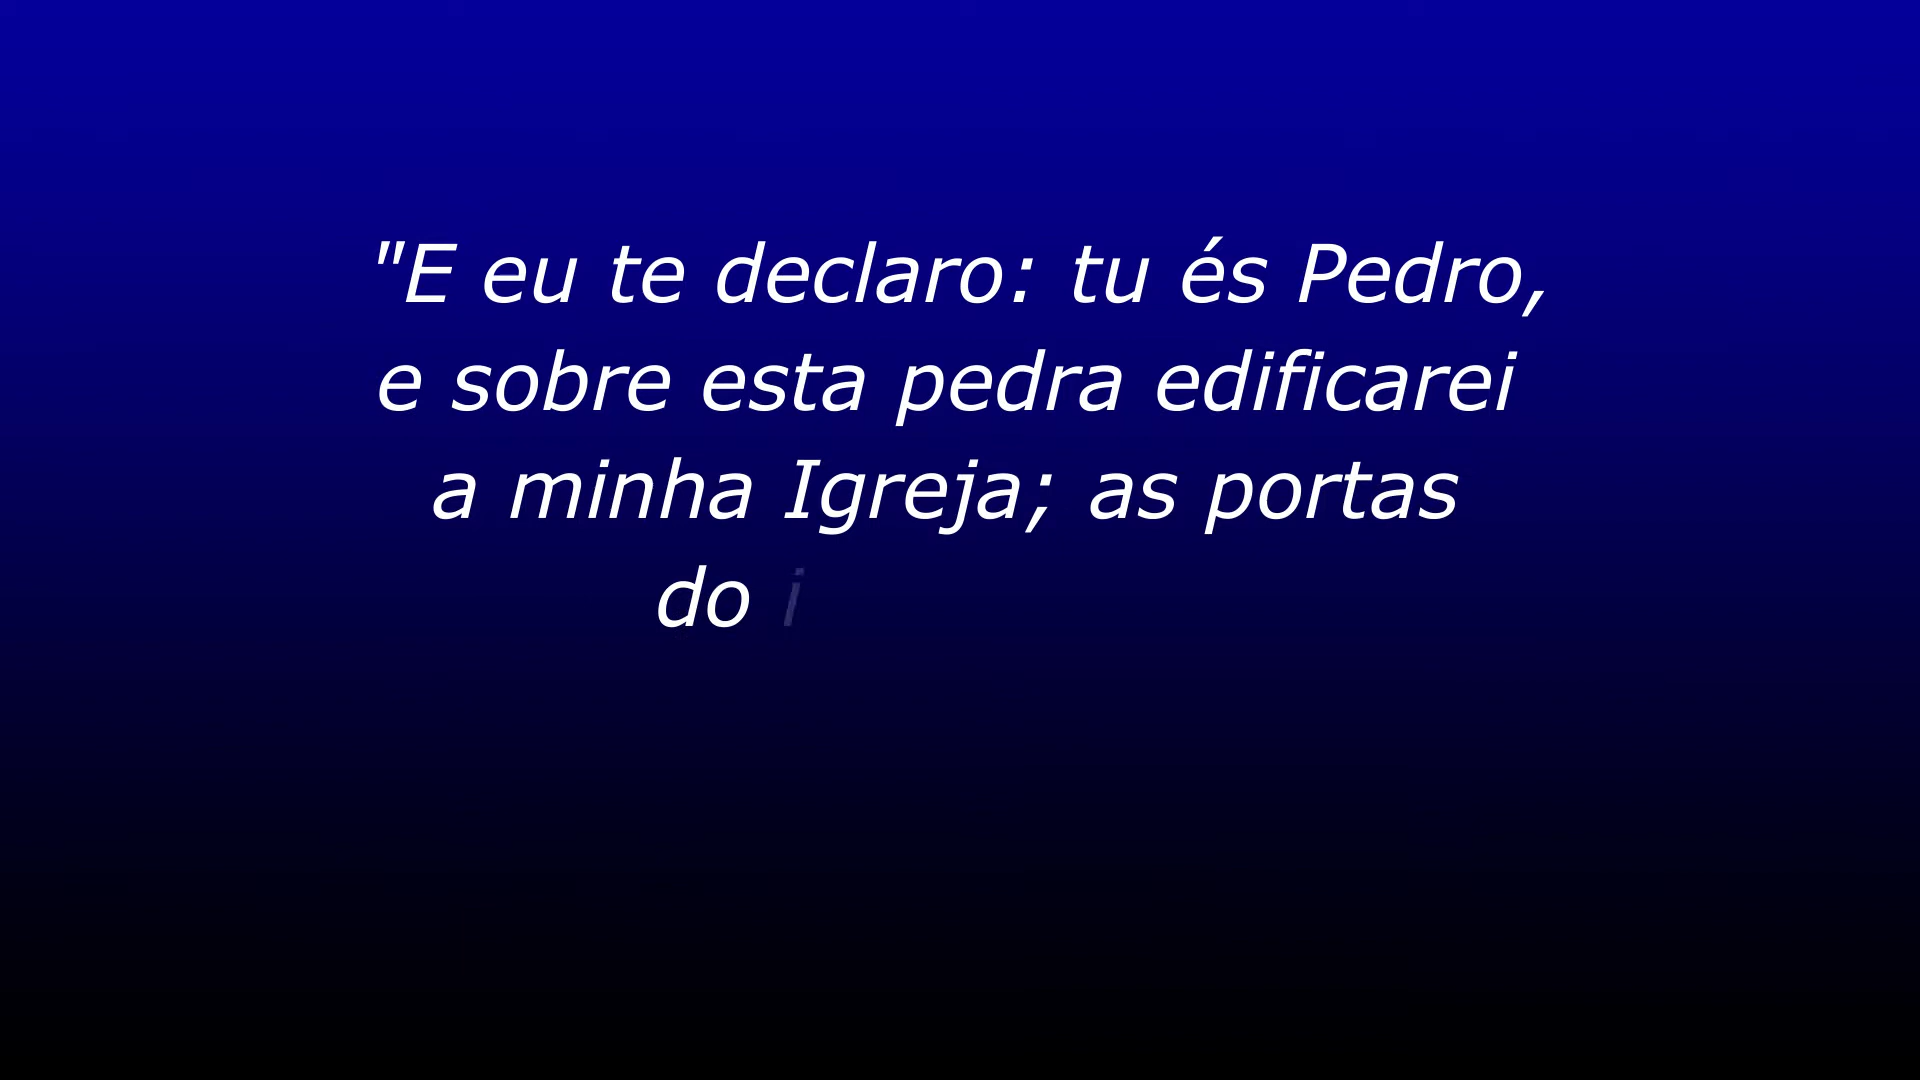 "E eu te declaro: tu és Pedro,
e sobre esta pedra edificarei
a minha Igreja; as portas
do i